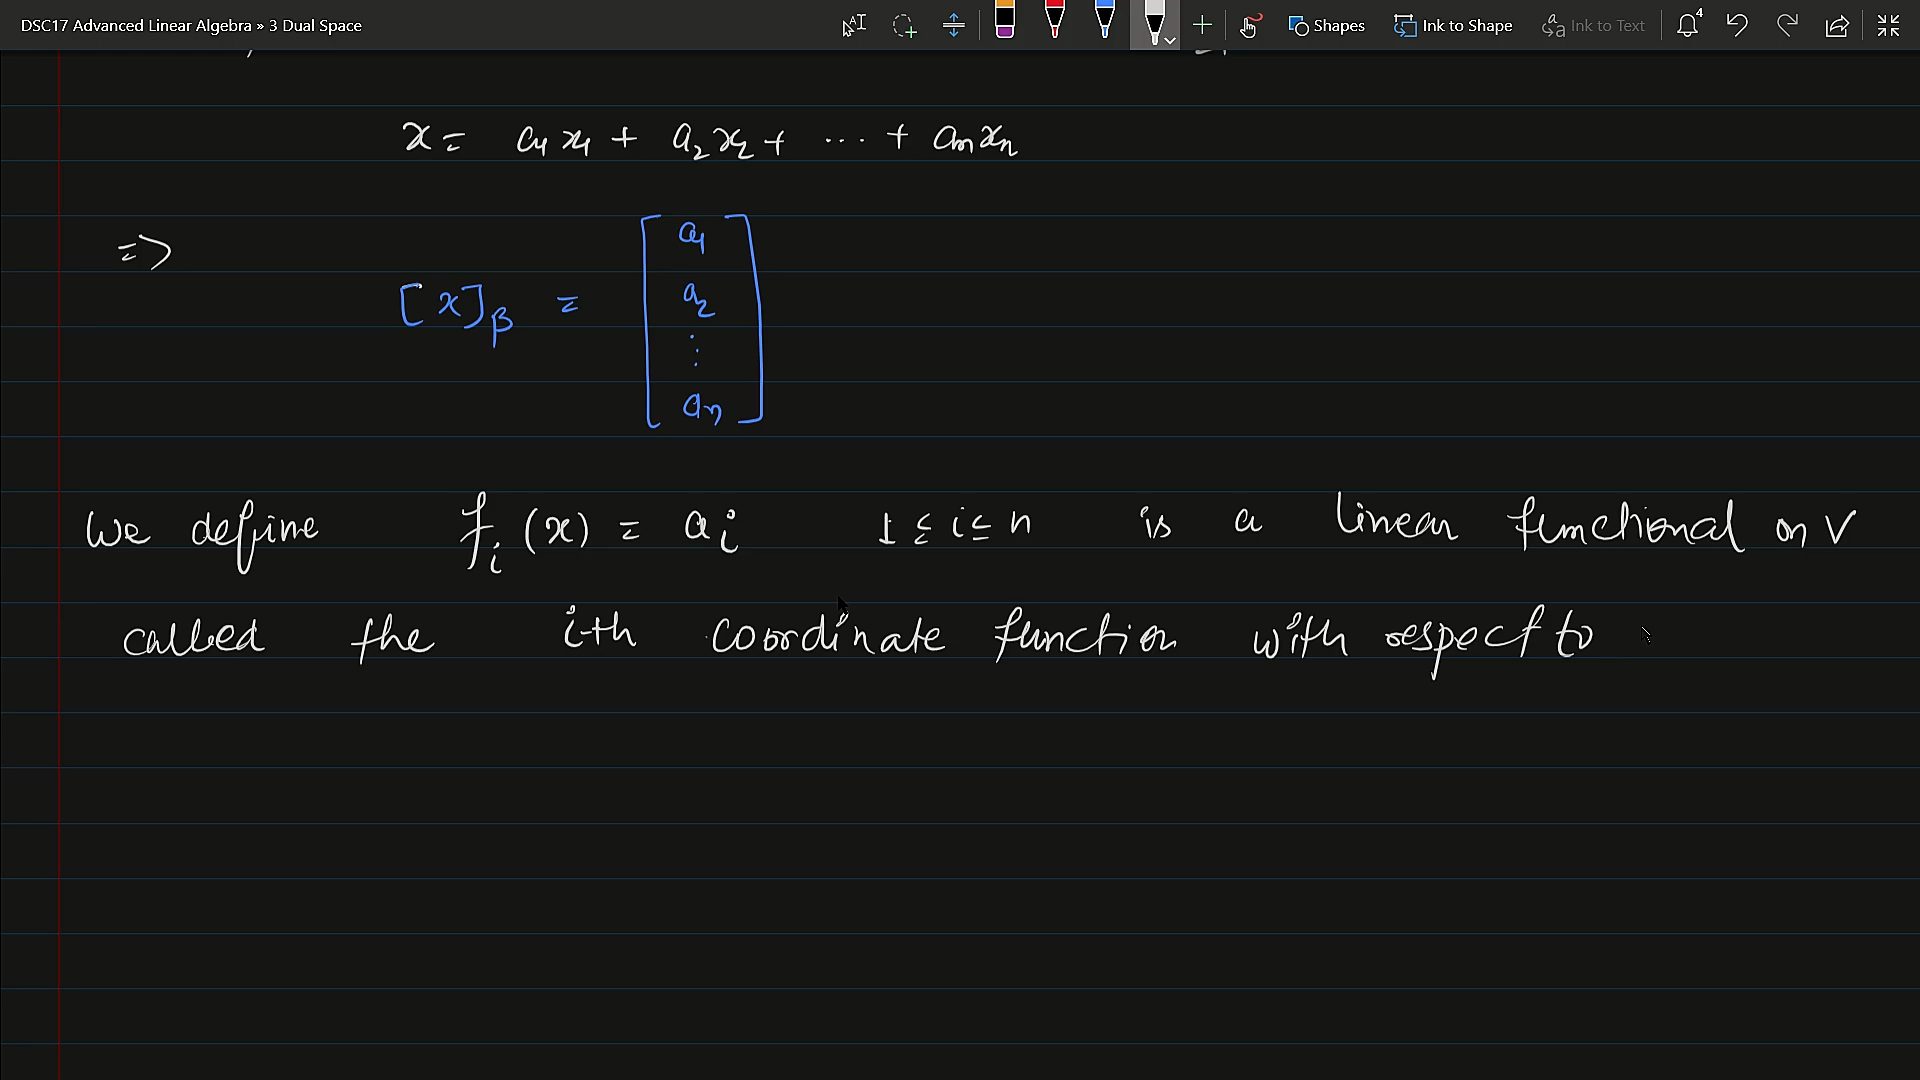 DSC17 Advanced Linear Algebra » 3 Dual Space Shapes Ink to Shape Ink to Text 4
x = a₁x₁ + a₂x₂ + ... + aₙxₙ
=>
[x]ᵦ = [a₁ a₂ ⋮ aₙ]
We define fᵢ(x) = aᵢ 1 ≤ i ≤ n is a linear functional on V
called the ith coordinate function with respect to